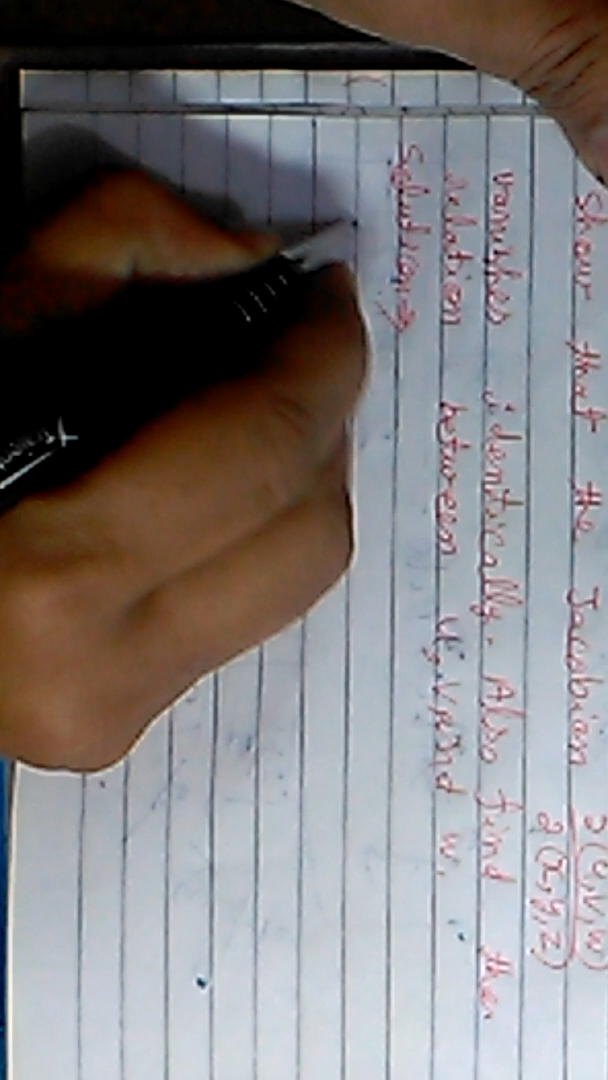 Show that the Jacobian ∂(u,v,w)/∂(x,y,z)
vanishes identically. Also find the
relation between u, v and w.
Solution→